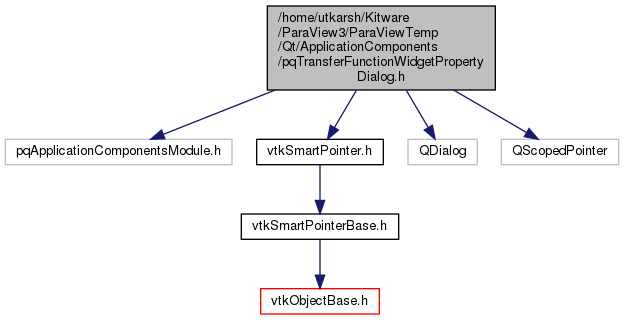 /home/utkarsh/Kitware
/ParaView3/ParaViewTemp
/Qt/ApplicationComponents
/pqTransferFunctionWidgetProperty
Dialog.h
pqApplicationComponentsModule.h
vtkSmartPointer.h
QDialog
QScopedPointer
vtkSmartPointerBase.h
vtkObjectBase.h